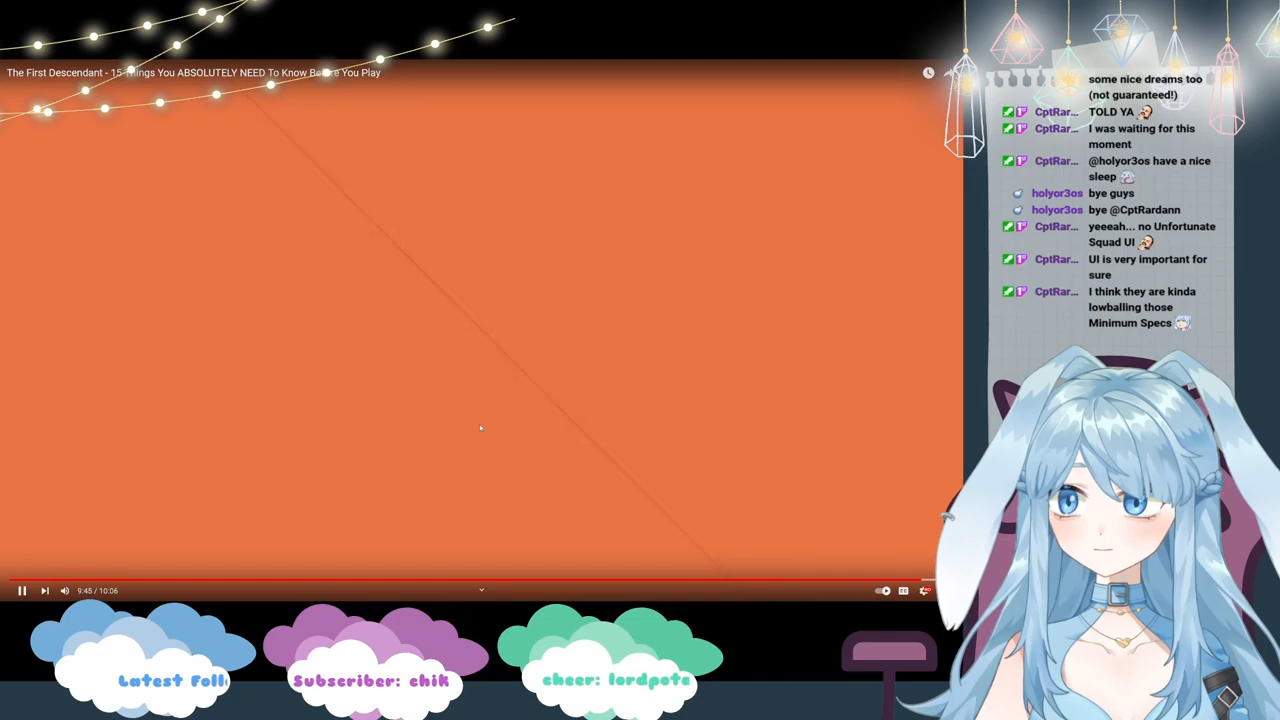 The First Descendant - 15 Things You ABSOLUTELY NEED To Know Before You Play
some nice dreams too
(not guaranteed!)
CptRar... TOLD YA
CptRar... I was waiting for this
moment
CptRar... @holyor3os have a nice
sleep
holyor3os bye guys
holyor3os bye @CptRardann
CptRar... yeeeah... no Unfortunate
Squad UI
CptRar... UI is very important for
sure
CptRar... I think they are kinda
lowballing those
Minimum Specs
9:45 / 10:06
Latest Foll
Subscriber: chik
cheer: lordpota